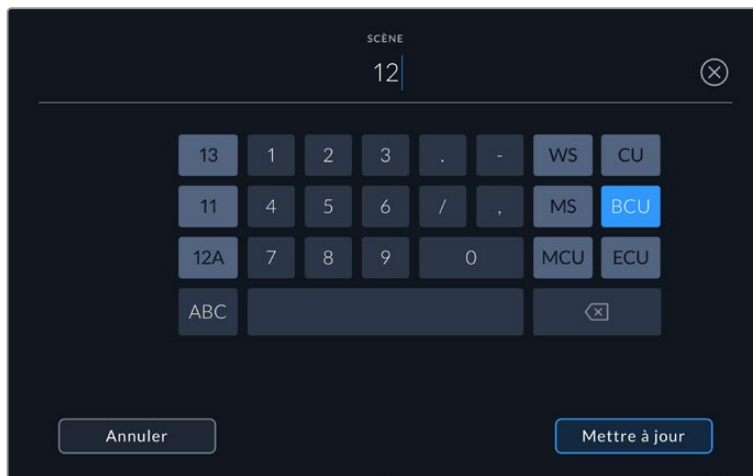 SCÈNE
12
13 1 2 3 . - WS CU
11 4 5 6 / , MS BCU
12A 7 8 9 0 MCU ECU
ABC
Annuler Mettre à jour